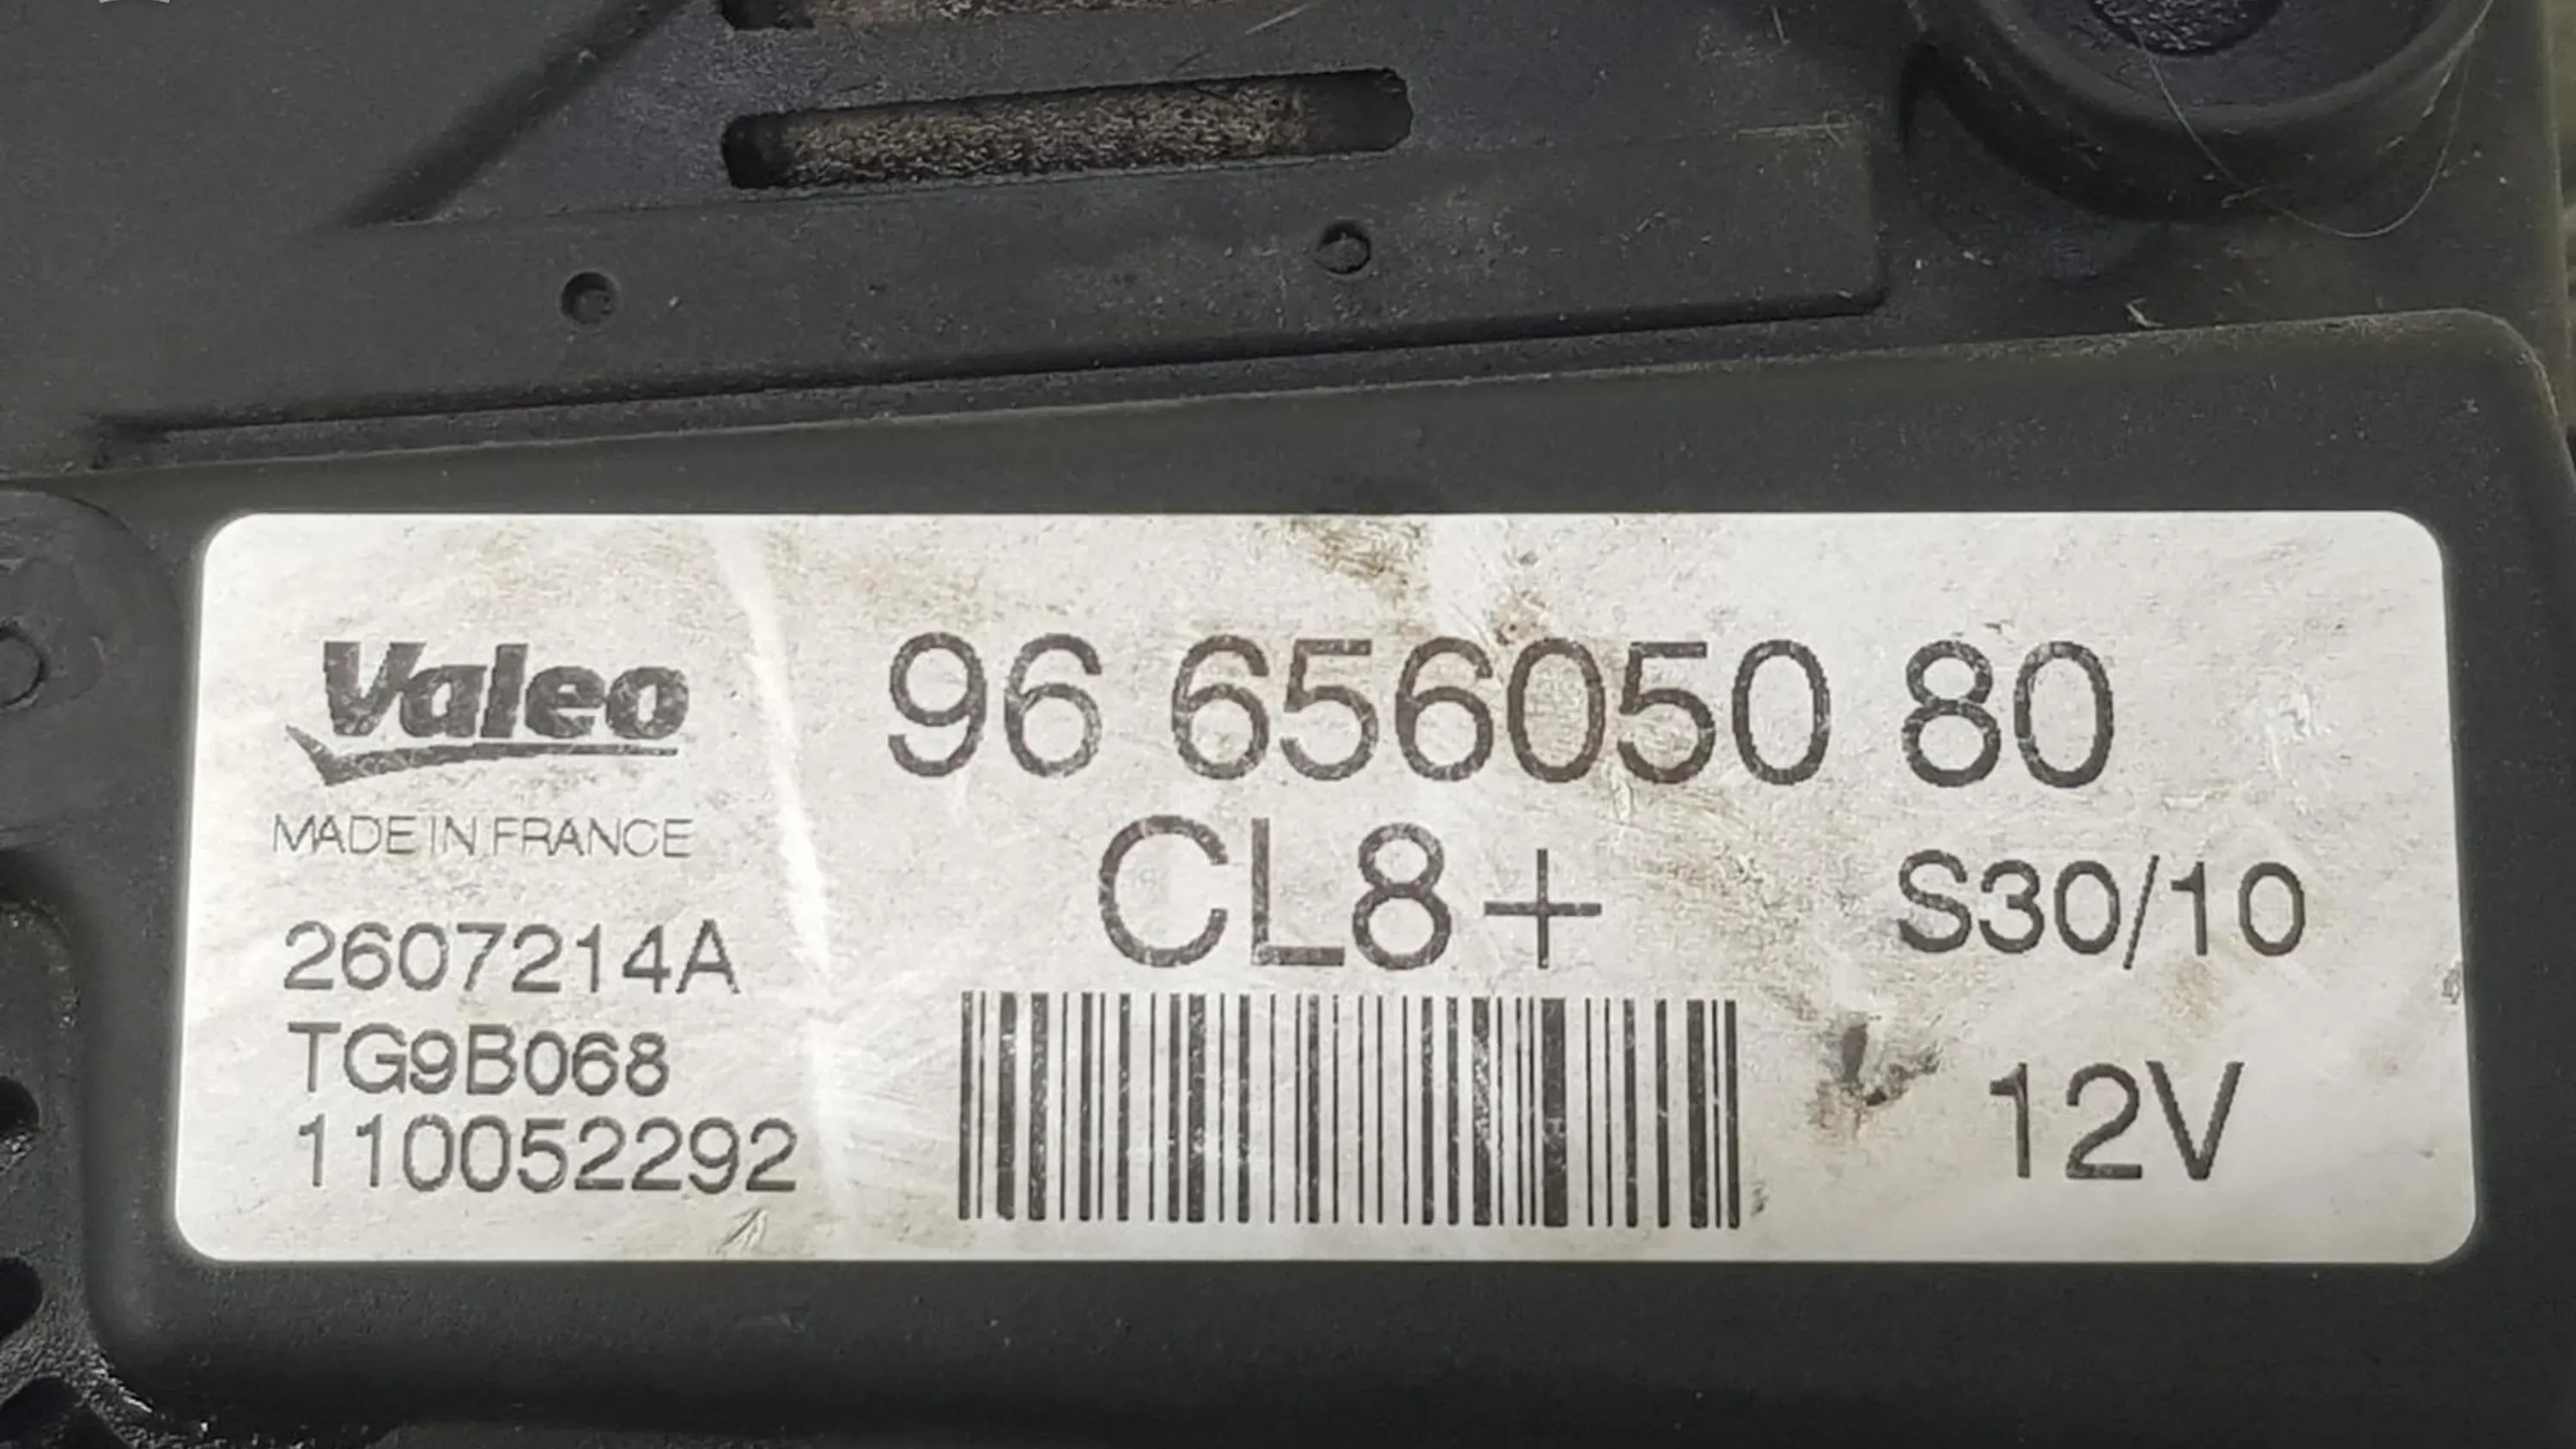 Valeo
MADE IN FRANCE
2607214A
TG9B068
110052292
96 656050 80
CL8+
S30/10
12V